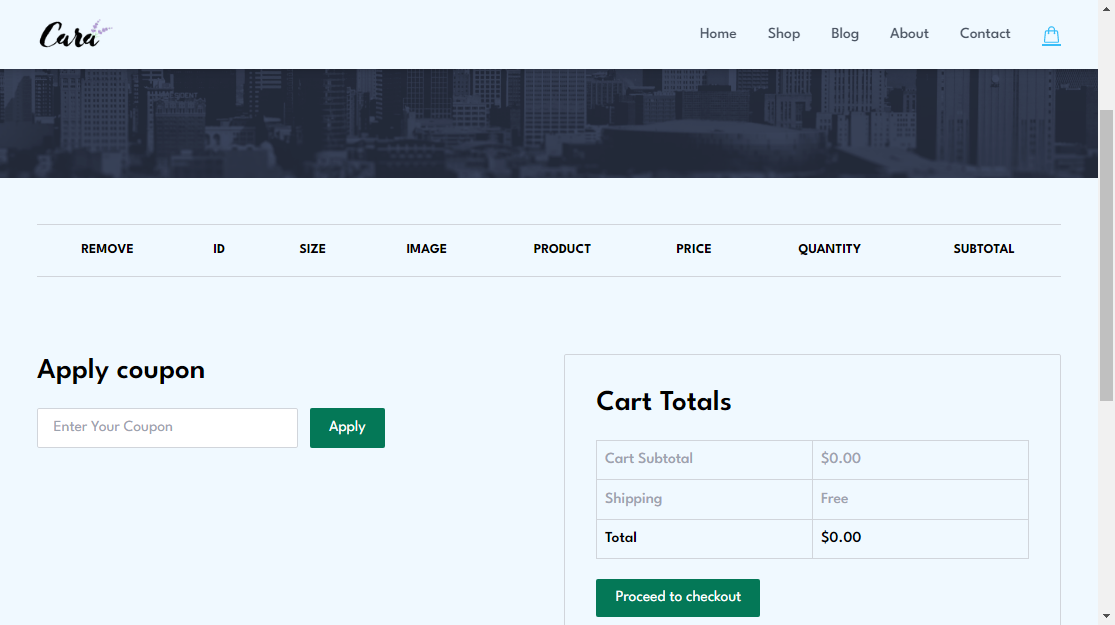 Cara
Home Shop Blog About Contact
REMOVE ID SIZE IMAGE PRODUCT PRICE QUANTITY SUBTOTAL
Apply coupon
Enter Your Coupon Apply
Cart Totals
Cart Subtotal $0.00
Shipping Free
Total $0.00
Proceed to checkout